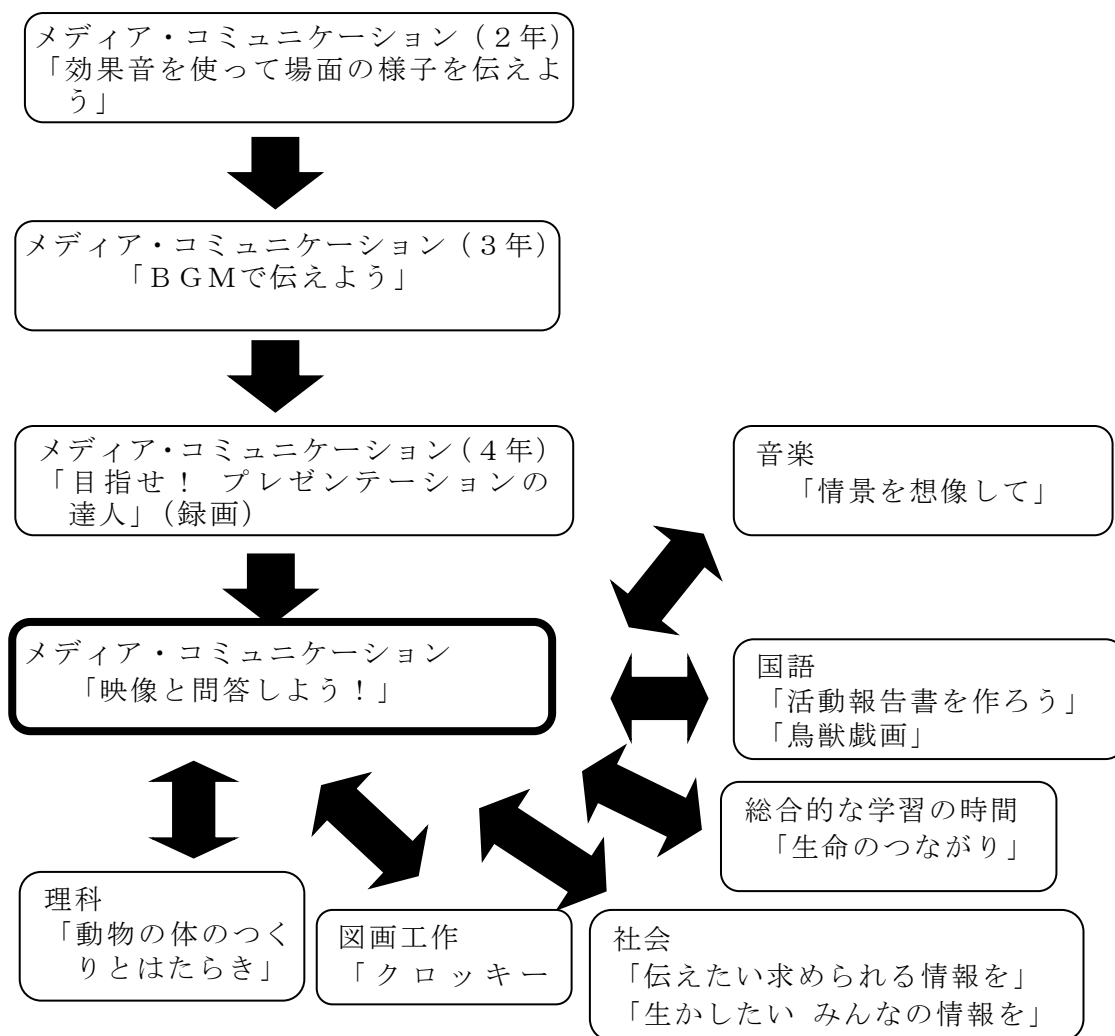 メディア・コミュニケーション（２年）
「効果音を使って場面の様子を伝えよ
う」
メディア・コミュニケーション（３年）
「ＢＧＭで伝えよう」
メディア・コミュニケーション（４年）
「目指せ！ プレゼンテーションの
達人」（録画）
音楽
「情景を想像して」
メディア・コミュニケーション
「映像と問答しよう！」
国語
「活動報告書を作ろう」
「鳥獣戯画」
総合的な学習の時間
「生命のつながり」
理科
「動物の体のつく
りとはたらき」
図画工作
「クロッキー
社会
「伝えたい求められる情報を」
「生かしたい みんなの情報を」